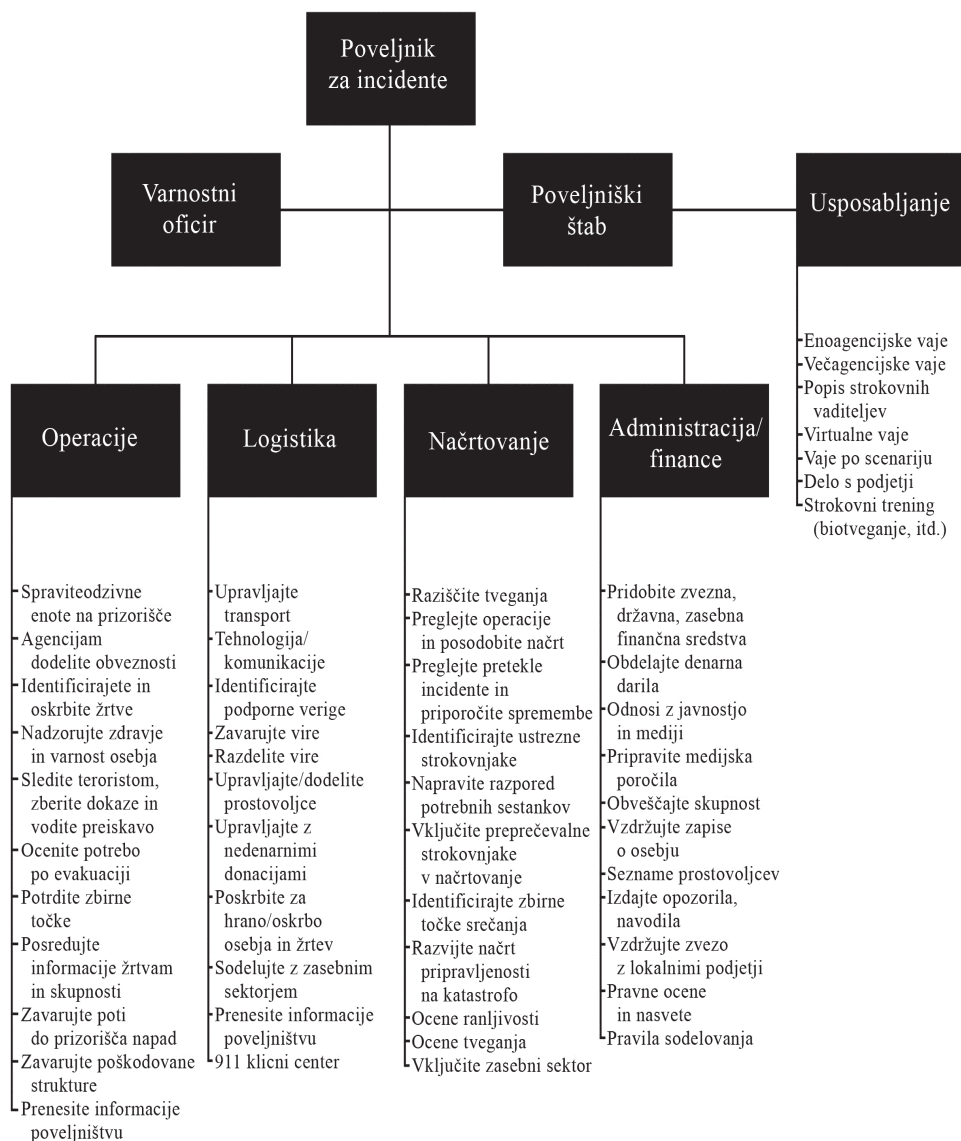 Poveljnik
za incidente
Varnostni
oficir
Poveljniški
štab
Usposabljanje
Enoagencijske vaje
Večagencijske vaje
Popis strokovnih
vaditeljev
Virtualne vaje
Vaje po scenariju
Delo s podjetji
Strokovni trening
(biotveganje, itd.)
Operacije
Spraviteodzivne
enote na prizorišče
Agencijam
dodelite obveznosti
Identificirajete in
oskrbite žrtve
Nadzorujte zdravje
in varnost osebja
Sledite teroristom,
zberite dokaze in
vodite preiskavo
Ocenite potrebo
po evakuaciji
Potrdite zbirne
točke
Posredujte
informacije žrtvam
in skupnosti
Zavarujte poti
do prizorišča napad
Zavarujte poškodovane
strukture
Prenesite informacije
poveljništvu
Logistika
Upravljajte
transport
Tehnologija/
komunikacije
Identificirajte
podporne verige
Zavarujte vire
Razdelite vire
Upravljajte/dodelite
prostovoljce
Upravljajte z
nedenarnimi
donacijami
Poskrbite za
hrano/oskrbo
osebja in žrtev
Sodelujte z zasebnim
sektorjem
Prenesite informacije
poveljništvu
911 klicni center
Načrtovanje
Raziščite tveganja
Preglejte operacije
in posodobite načrt
Preglejte pretekle
incidente in
priporočite spremembe
Identificirajte ustrezne
strokovnjake
Napravite razpored
potrebnih sestankov
Vključite preprečevalne
strokovnjake
v načrtovanje
Identificirajte zbirne
točke srečanja
Razvijte načrt
pripravljenosti
na katastrofo
Ocene ranljivosti
Ocene tveganja
Vključite zasebni sektor
Administracija/
finance
Pridobite zvezna,
državna, zasebna
finančna sredstva
Obdelajte denarna
darila
Odnosi z javnostjo
in mediji
Pripravite medijska
poročila
Obveščajte skupnost
Vzdržujte zapise
o osebju
Sezname prostovoljcev
Izdajte opozorila,
navodila
Vzdržujte zvezo
z lokalnimi podjetji
Pravne ocene
in nasvete
Pravila sodelovanja